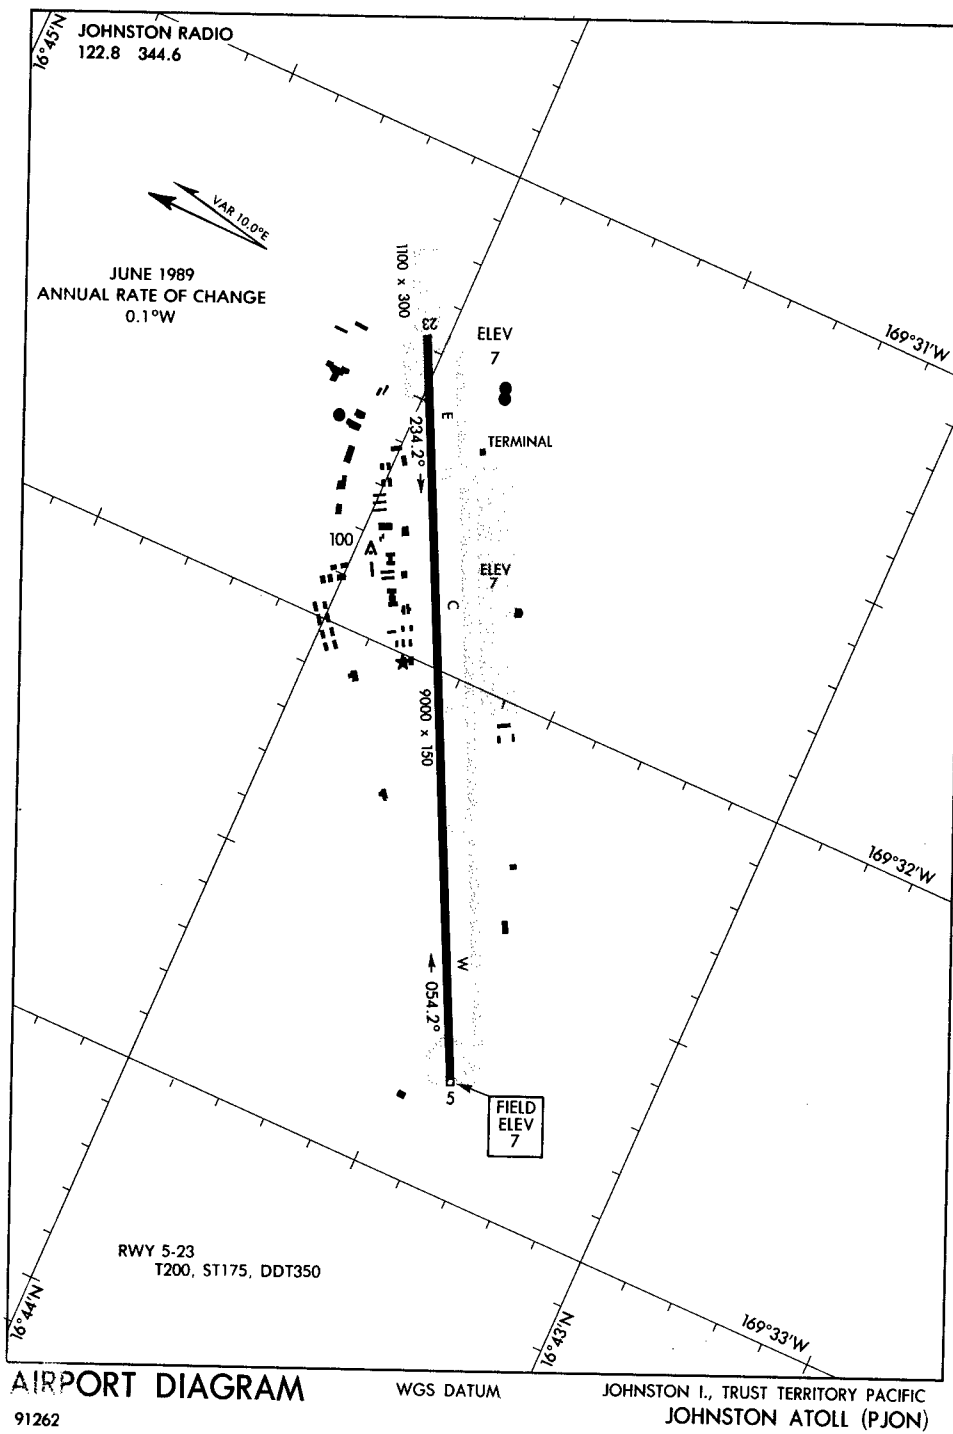 16°45'N
JOHNSTON RADIO
122.8 344.6
VAR 10.0°E
JUNE 1989
ANNUAL RATE OF CHANGE
0.1°W
1100 x 300
23
ELEV
7
169°31'W
E
234.2°
TERMINAL
100
A
ELEV
7
C
9000 x 150
169°32'W
W
054.2°
5
FIELD
ELEV
7
RWY 5-23
T200, ST175, DDT350
16°44'N
16°43'N
169°33'W
AIRPORT DIAGRAM
WGS DATUM
JOHNSTON I., TRUST TERRITORY PACIFIC
91262
JOHNSTON ATOLL (PJON)